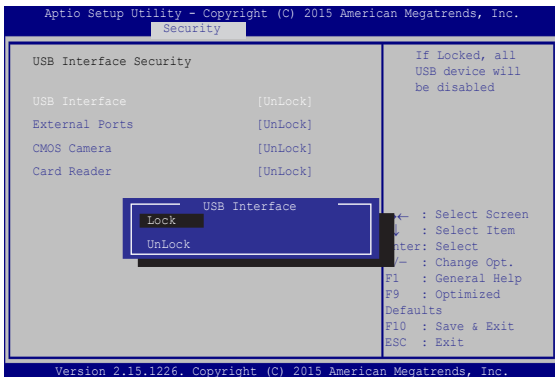 Aptio Setup Utility - Copyright (C) 2015 American Megatrends, Inc.
Security
USB Interface Security
USB Interface [UnLock]
External Ports [UnLock]
CMOS Camera [UnLock]
Card Reader [UnLock]
USB Interface
Lock
UnLock
If Locked, all
USB device will
be disabled
→← : Select Screen
↓ : Select Item
nter: Select
/— : Change Opt.
F1 : General Help
F9 : Optimized
Defaults
F10 : Save & Exit
ESC : Exit
Version 2.15.1226. Copyright (C) 2015 American Megatrends, Inc.